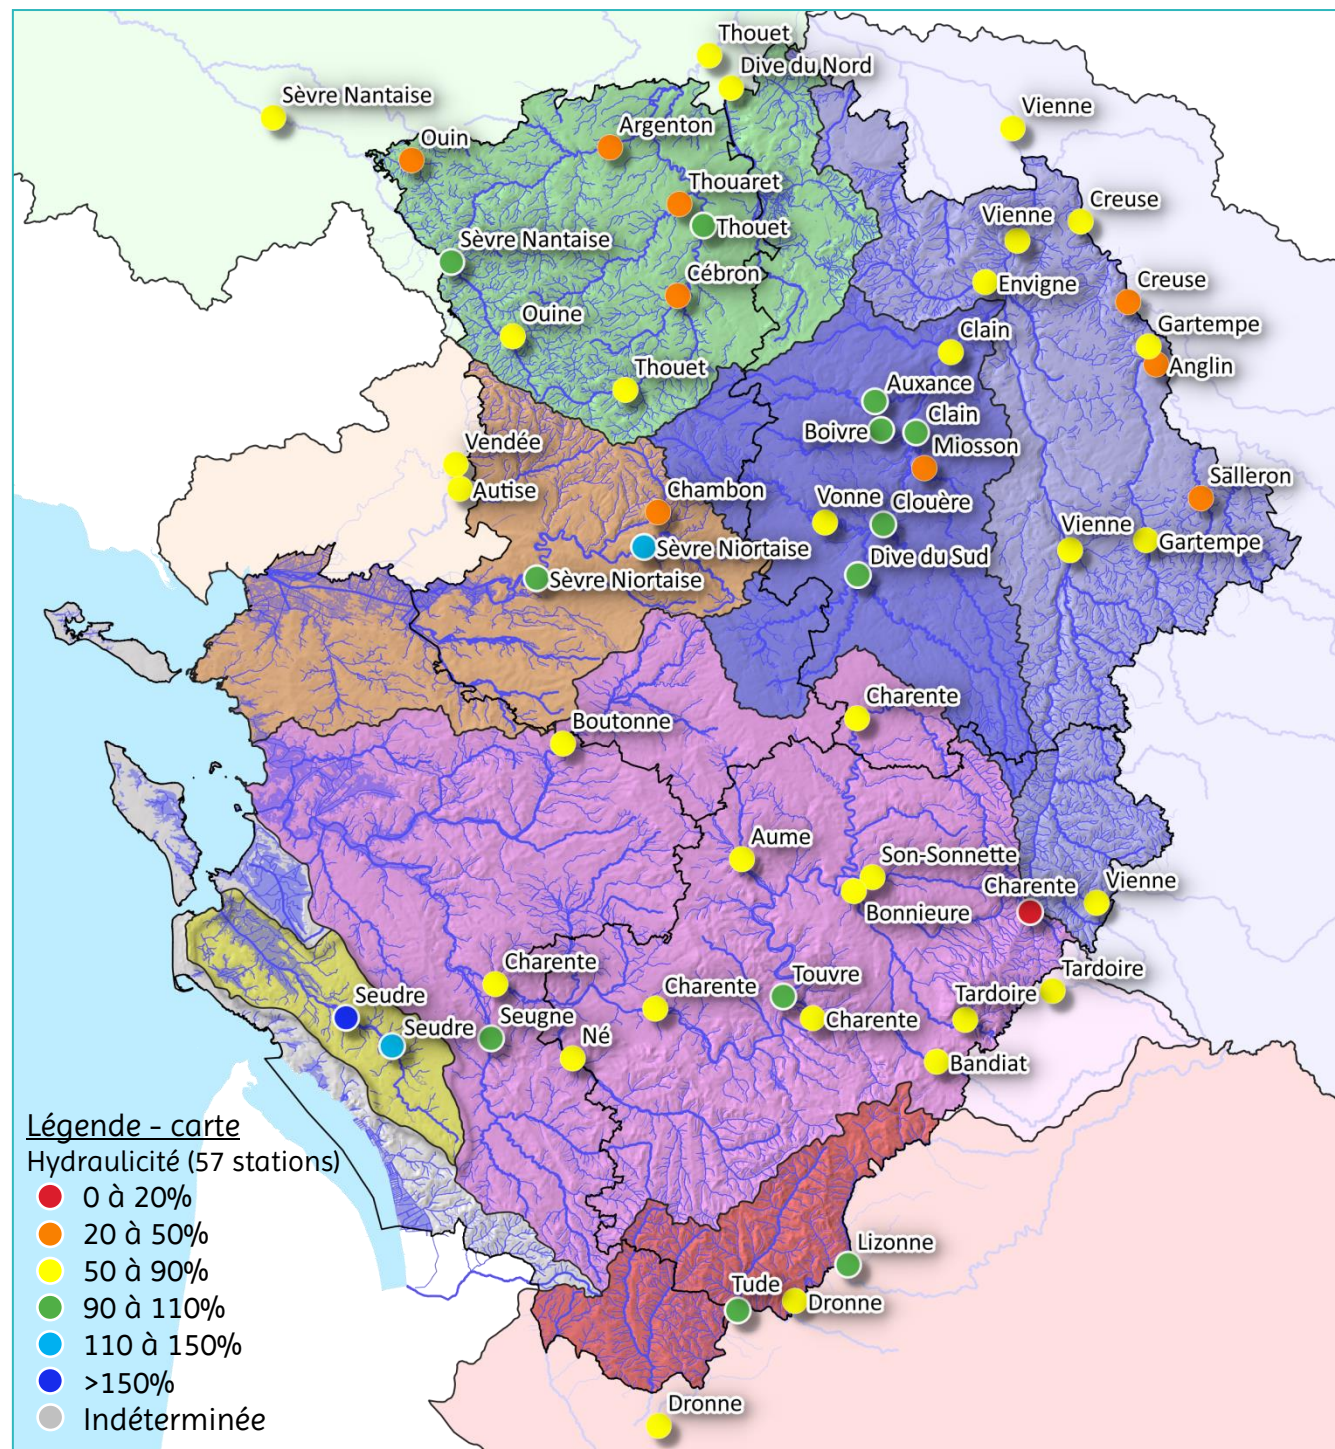 Thouet
Dive du Nord
Sèvre Nantaise
Vienne
Argenton
Ouin
Thouaret
Creuse
Thouet
Vienne
Sèvre Nantaise
Cébron
Envigne
Creuse
Ouine
Gartempe
Clain
Anglin
Thouet
Auxance
Clain
Boivre
Miosson
Vendée
Sälleron
Autise
Chambon
Vonne
Clouère
Vienne
Gartempe
Sèvre Niortaise
Dive du Sud
Sèvre Niortaise
Charente
Boutonne
Aume
Son-Sonnette
Charente
Vienne
Bonnieure
Charente
Touvre
Tardoire
Charente
Tardoire
Seudre
Seugne
Charente
Seudre
Né
Bandiat
Légende - carte
Hydraulicité (57 stations)
0 à 20%
20 à 50%
50 à 90%
90 à 110%
110 à 150%
>150%
Indéterminée
Lizonne
Tude
Dronne
Dronne